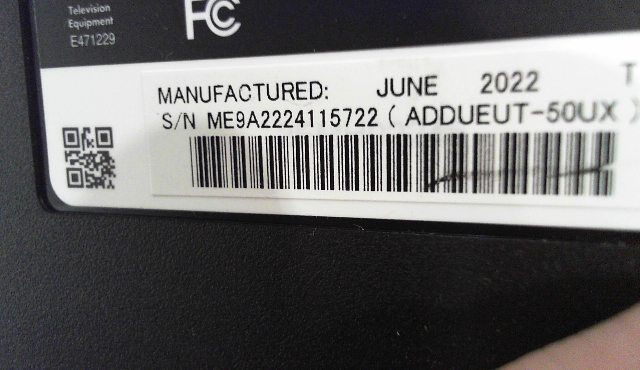 Television
Equipment
E471229
FC
MANUFACTURED: JUNE 2022 T
S/N ME9A2224115722 ( ADDUEUT-50UX )